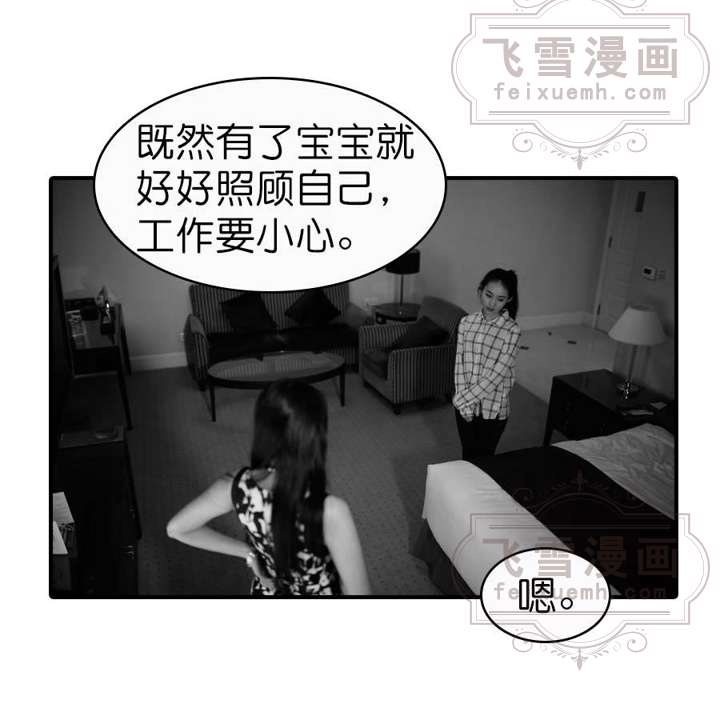 飞雪漫画
feixuemh.com
既然有了宝宝就
好好照顾自己，
工作要小心。
飞雪漫画
feixuemh.com
嗯。